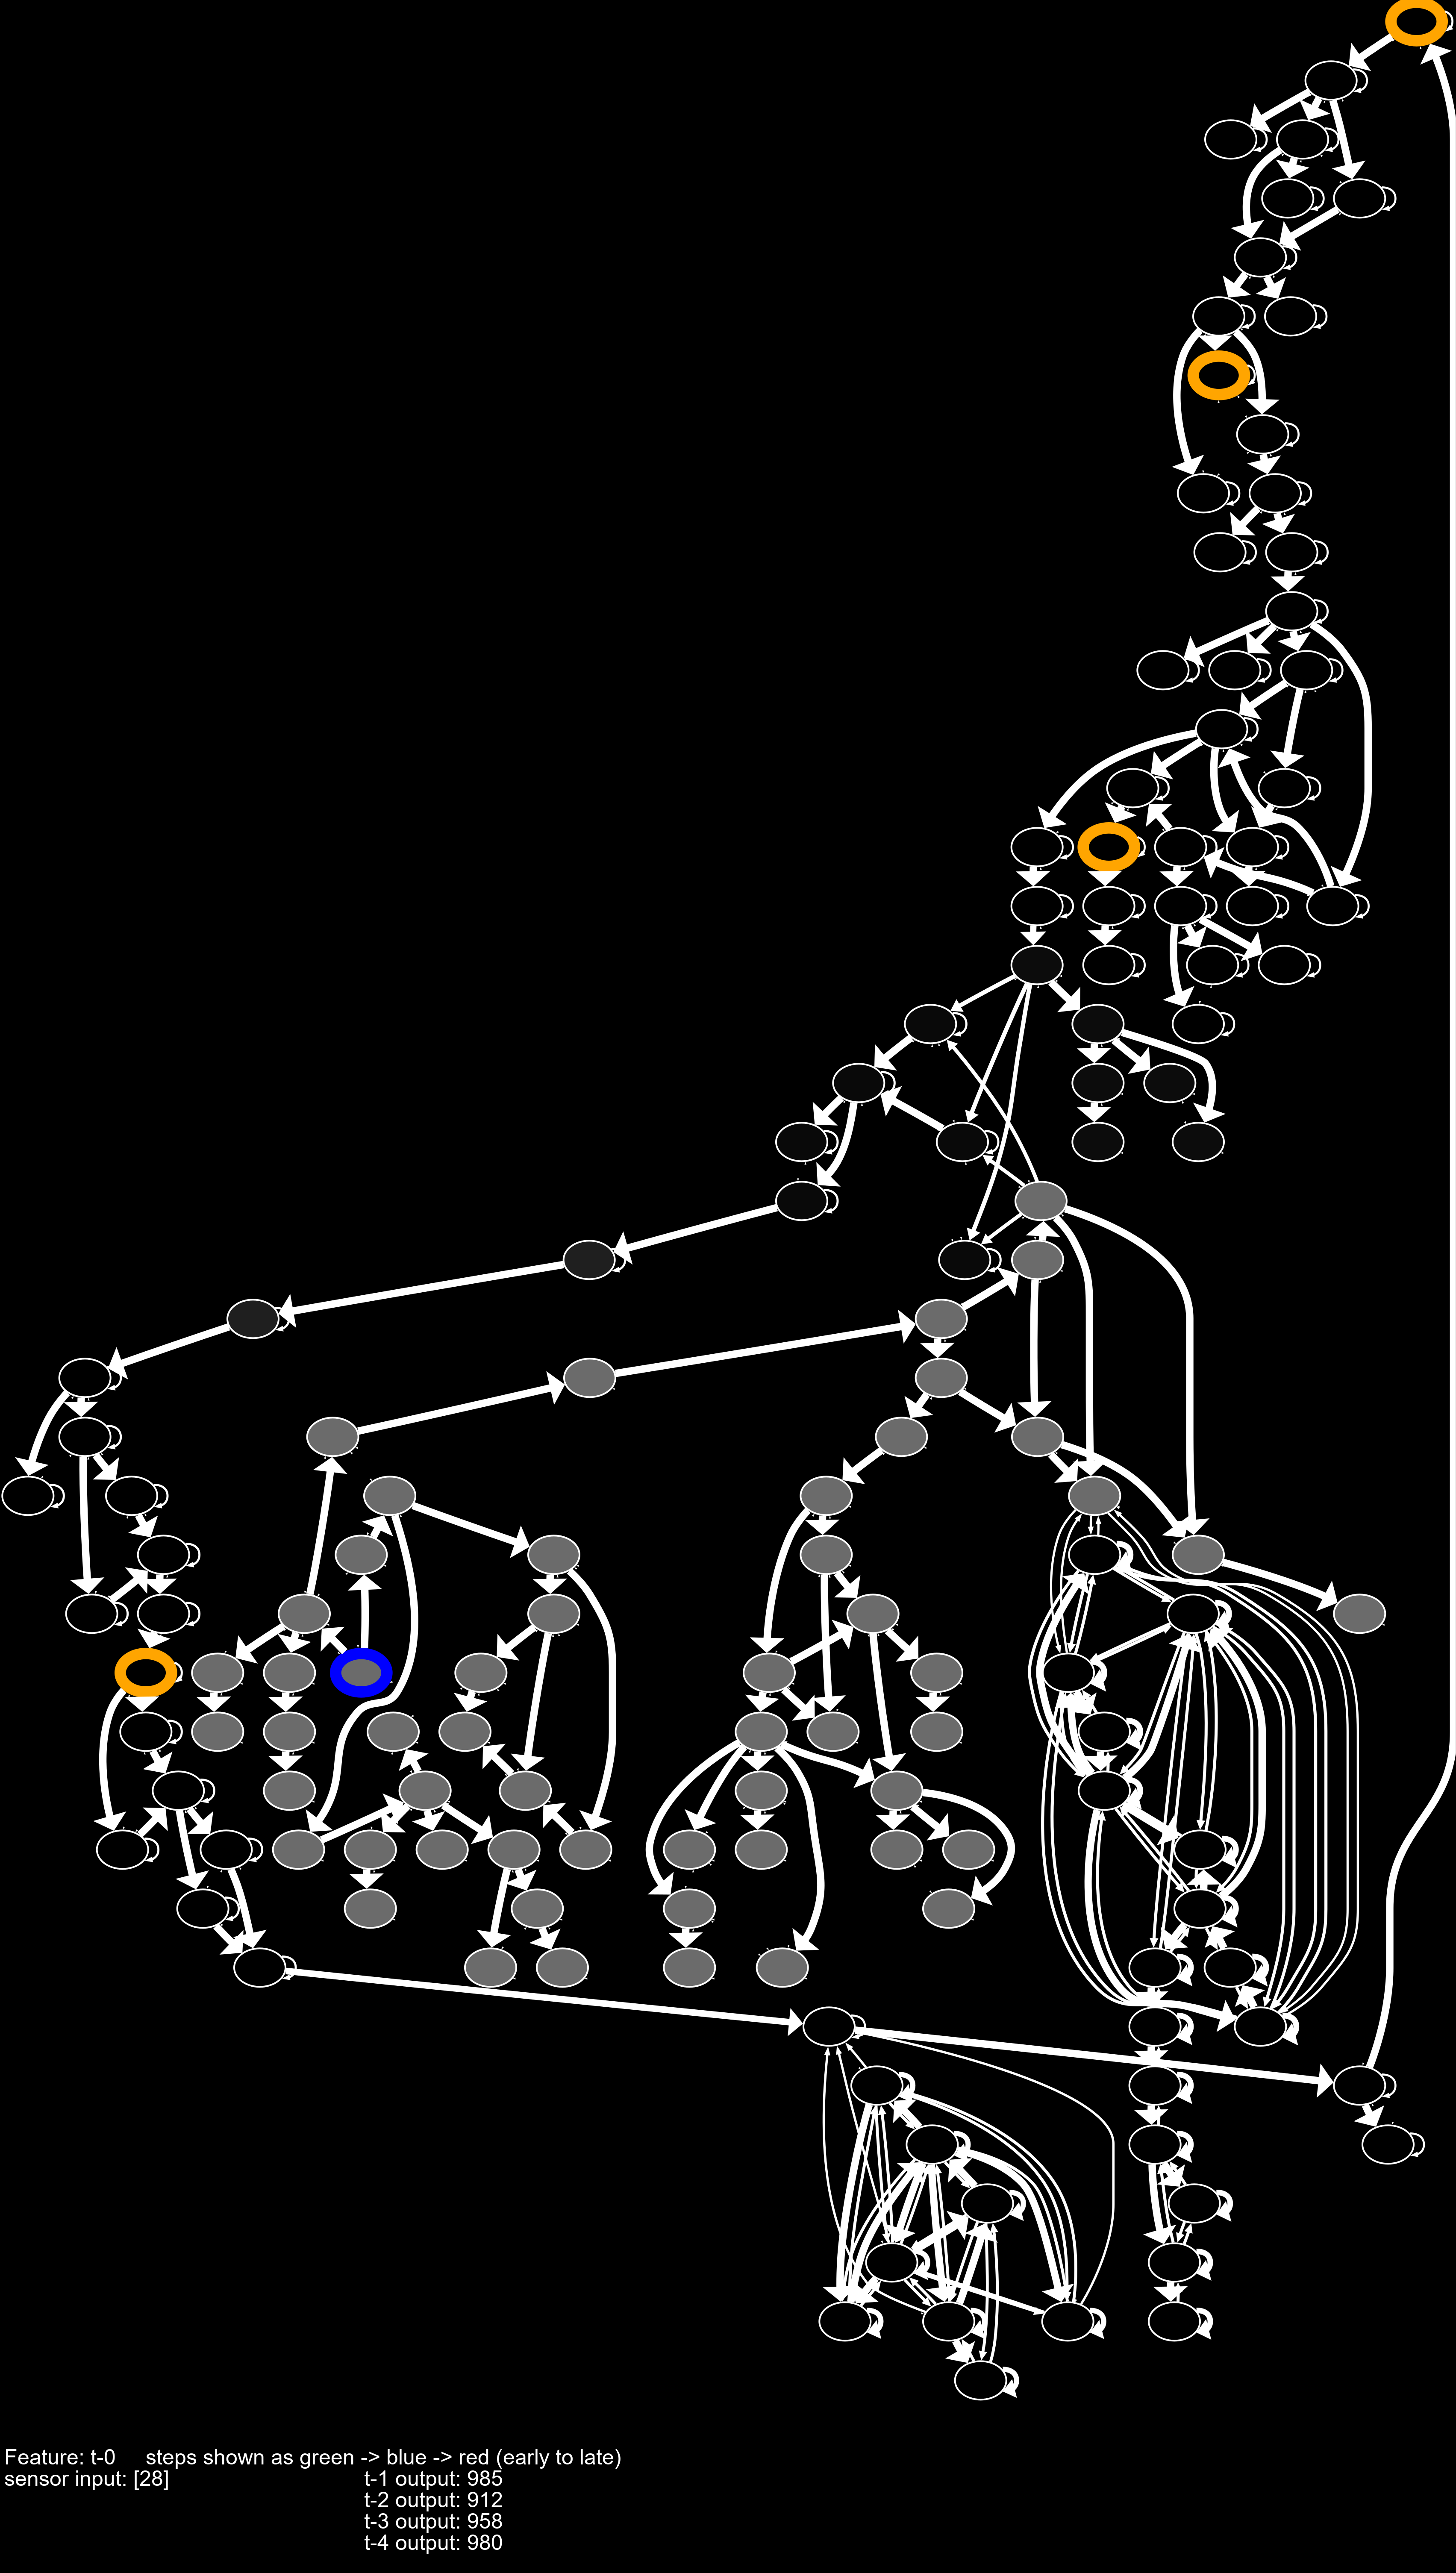 Feature: t-0     steps shown as green -> blue -> red (early to late)
sensor input: [28]     t-1 output: 985
t-2 output: 912
t-3 output: 958
t-4 output: 980